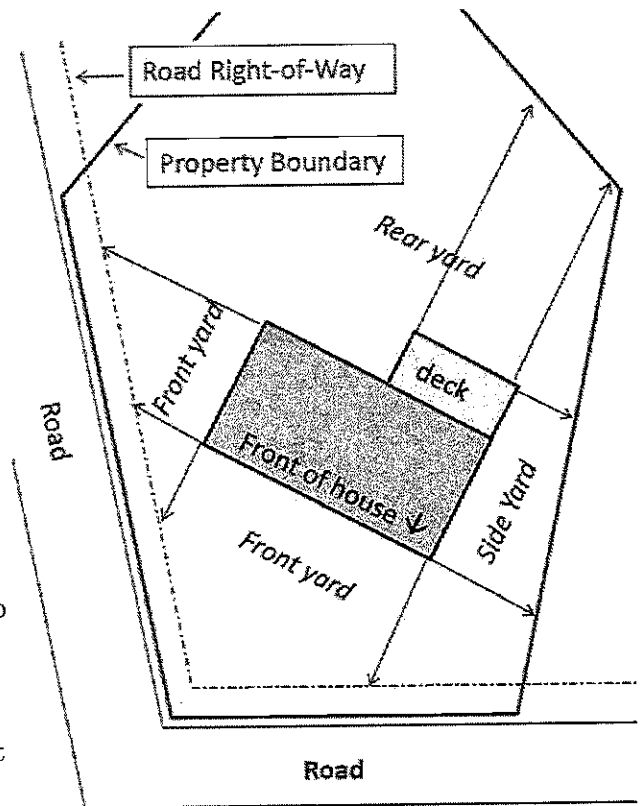 Road Right-of-Way
Property Boundary
Rear yard
Front yard
deck
Road
Front of house
Side Yard
Front yard
Road